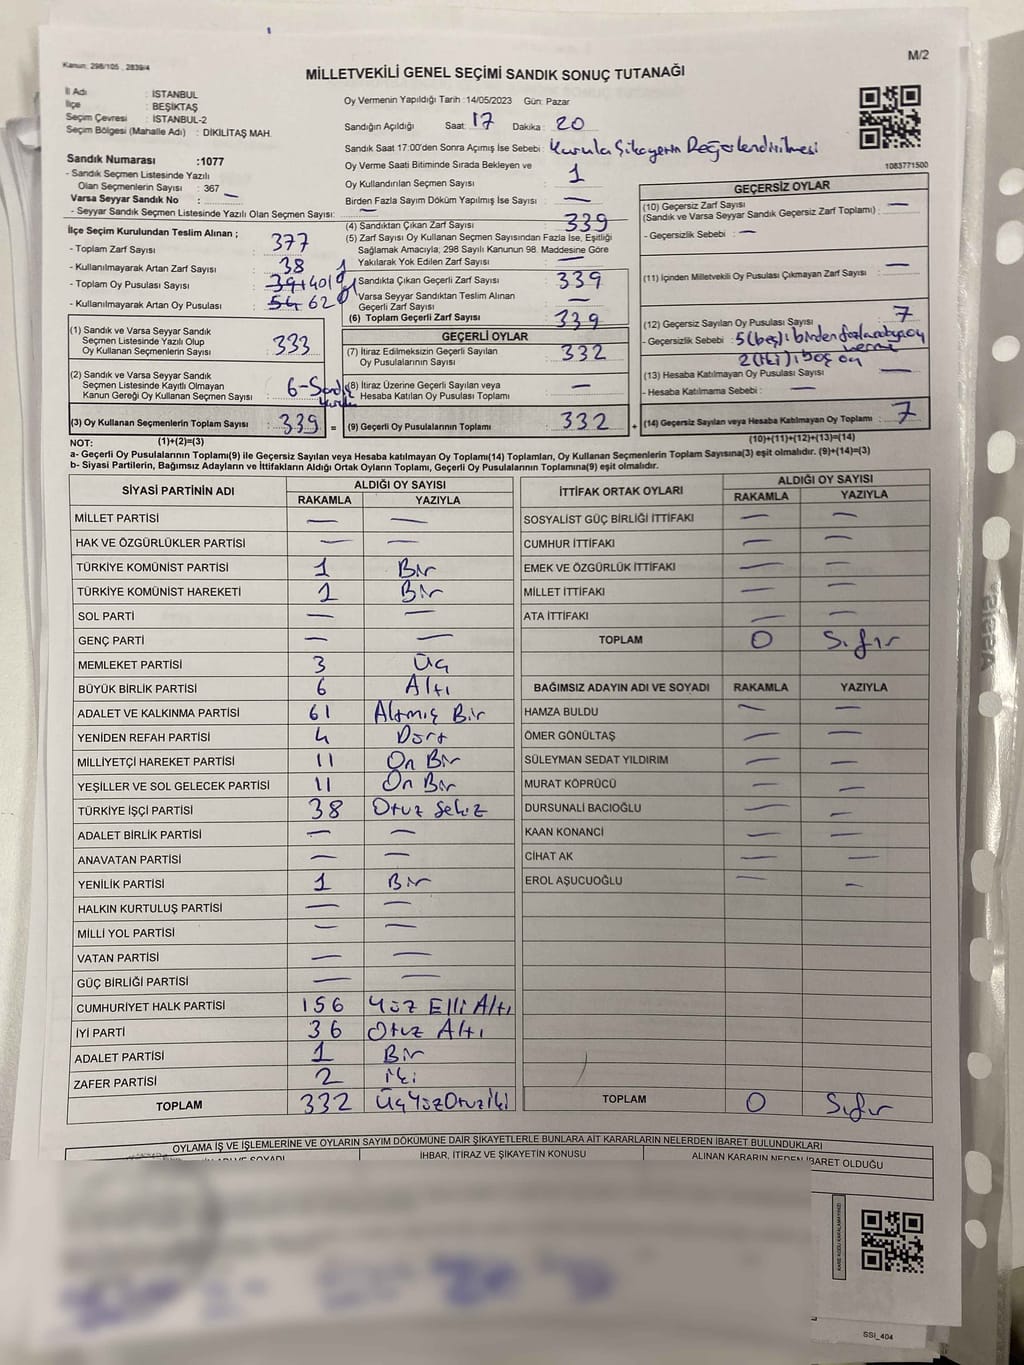 Kanun: 298/105 , 2839/4
M/2
MİLLETVEKİLİ GENEL SEÇİMİ SANDIK SONUÇ TUTANAĞI
İl Adı : İSTANBUL
İlçe : BEŞİKTAŞ
Seçim Çevresi : İSTANBUL-2
Seçim Bölgesi (Mahalle Adı) : DİKİLİTAŞ MAH.
Sandık Numarası :1077
- Sandık Seçmen Listesinde Yazılı
Olan Seçmenlerin Sayısı : 367
Varsa Seyyar Sandık No : —
- Seyyar Sandık Seçmen Listesinde Yazılı Olan Seçmen Sayısı: —
Oy Vermenin Yapıldığı Tarih :14/05/2023 Gün: Pazar
Sandığın Açıldığı Saat : 17 Dakika : 20
Sandık Saat 17:00'den Sonra Açımış İse Sebebi : Kurula Şikayetin Değerlendirilmesi
Oy Verme Saati Bitiminde Sırada Bekleyen ve
Oy Kullandırılan Seçmen Sayısı : 1
Birden Fazla Sayım Döküm Yapılmış İse Sayısı : —
1083771500
İlçe Seçim Kurulundan Teslim Alınan ;
- Toplam Zarf Sayısı : 377
- Kullanılmayarak Artan Zarf Sayısı : 38
- Toplam Oy Pusulası Sayısı : 394 401
- Kullanılmayarak Artan Oy Pusulası : 54 62
(4) Sandıktan Çıkan Zarf Sayısı : 339
(5) Zarf Sayısı Oy Kullanan Seçmen Sayısından Fazla İse, Eşitliği
Sağlamak Amacıyla, 298 Sayılı Kanunun 98. Maddesine Göre
Yakılarak Yok Edilen Zarf Sayısı : —
Sandıkta Çıkan Geçerli Zarf Sayısı : 339
Varsa Seyyar Sandıktan Teslim Alınan
Geçerli Zarf Sayısı : —
(6) Toplam Geçerli Zarf Sayısı : 339
(1) Sandık ve Varsa Seyyar Sandık
Seçmen Listesinde Yazılı Olup
Oy Kullanan Seçmenlerin Sayısı : 333
(2) Sandık ve Varsa Seyyar Sandık
Seçmen Listesinde Kayıtlı Olmayan
Kanun Gereği Oy Kullanan Seçmen Sayısı : 6-Sandık
(3) Oy Kullanan Seçmenlerin Toplam Sayısı : 339 =
GEÇERLİ OYLAR
(7) İtiraz Edilmeksizin Geçerli Sayılan
Oy Pusulalarının Sayısı : 332
(8) İtiraz Üzerine Geçerli Sayılan veya
Hesaba Katılan Oy Pusulası Toplamı : —
(9) Geçerli Oy Pusulalarının Toplamı : 332 +
GEÇERSİZ OYLAR
(10) Geçersiz Zarf Sayısı
(Sandık ve Varsa Seyyar Sandık Geçersiz Zarf Toplamı) : —
- Geçersizlik Sebebi : —
(11) İçinden Milletvekili Oy Pusulası Çıkmayan Zarf Sayısı : —
(12) Geçersiz Sayılan Oy Pusulası Sayısı : 7
- Geçersizlik Sebebi : 5(beş)ı birden fazla
2(iki)ı boş oy
(13) Hesaba Katılmayan Oy Pusulası Sayısı : —
- Hesaba Katılmama Sebebi : —
(14) Geçersiz Sayılan veya Hesaba Katılmayan Oy Toplamı : 7
NOT: (1)+(2)=(3) (10)+(11)+(12)+(13)=(14)
a- Geçerli Oy Pusulalarının Toplamı(9) ile Geçersiz Sayılan veya Hesaba Katılmayan Oy Toplamı(14) Toplamları, Oy Kullanan Seçmenlerin Toplam Sayısına(3) eşit olmalıdır. (9)+(14)=(3)
b- Siyasi Partilerin, Bağımsız Adayların ve İttifakların Aldığı Ortak Oyların Toplamı, Geçerli Oy Pusulalarının Toplamına(9) eşit olmalıdır.
SİYASİ PARTİNİN ADI ALDIĞI OY SAYISI
RAKAMLA YAZIYLA
MİLLET PARTİSİ — —
HAK VE ÖZGÜRLÜKLER PARTİSİ — —
TÜRKİYE KOMÜNİST PARTİSİ 1 Bir
TÜRKİYE KOMÜNİST HAREKETİ 1 Bir
SOL PARTİ — —
GENÇ PARTİ — —
MEMLEKET PARTİSİ 3 Üç
BÜYÜK BİRLİK PARTİSİ 6 Altı
ADALET VE KALKINMA PARTİSİ 61 Altmış Bir
YENİDEN REFAH PARTİSİ 4 Dört
MİLLİYETÇİ HAREKET PARTİSİ 11 On Bir
YEŞİLLER VE SOL GELECEK PARTİSİ 11 On Bir
TÜRKİYE İŞÇİ PARTİSİ 38 Otuz Sekiz
ADALET BİRLİK PARTİSİ — —
ANAVATAN PARTİSİ — —
YENİLİK PARTİSİ 1 Bir
HALKIN KURTULUŞ PARTİSİ — —
MİLLİ YOL PARTİSİ — —
VATAN PARTİSİ — —
GÜÇ BİRLİĞİ PARTİSİ — —
CUMHURİYET HALK PARTİSİ 156 Yüz Elli Altı
İYİ PARTİ 36 Otuz Altı
ADALET PARTİSİ 1 Bir
ZAFER PARTİSİ 2 iki
TOPLAM 332 ÜçYüzOtuzİki
İTTİFAK ORTAK OYLARI ALDIĞI OY SAYISI
RAKAMLA YAZIYLA
SOSYALİST GÜÇ BİRLİĞİ İTTİFAKI — —
CUMHUR İTTİFAKI — —
EMEK VE ÖZGÜRLÜK İTTİFAKI — —
MİLLET İTTİFAKI — —
ATA İTTİFAKI — —
TOPLAM 0 Sıfır
BAĞIMSIZ ADAYIN ADI VE SOYADI RAKAMLA YAZIYLA
HAMZA BULDU — —
ÖMER GÖNÜLTAŞ — —
SÜLEYMAN SEDAT YILDIRIM — —
MURAT KÖPRÜCÜ — —
DURSUNALİ BACIOĞLU — —
KAAN KONANCİ — —
CİHAT AK — —
EROL AŞUCUOĞLU — —
TOPLAM 0 Sıfır
OYLAMA İŞ VE İŞLEMLERİNE VE OYLARIN SAYIM DÖKÜMÜNE DAİR ŞİKAYETLERLE BUNLARA AİT KARARLARIN NELERDEN İBARET BULUNDUKLARI
İHBAR, İTİRAZ VE ŞİKAYETİN KONUSU
ALINAN KARARIN NEDEN İBARET OLDUĞU
SSI_404